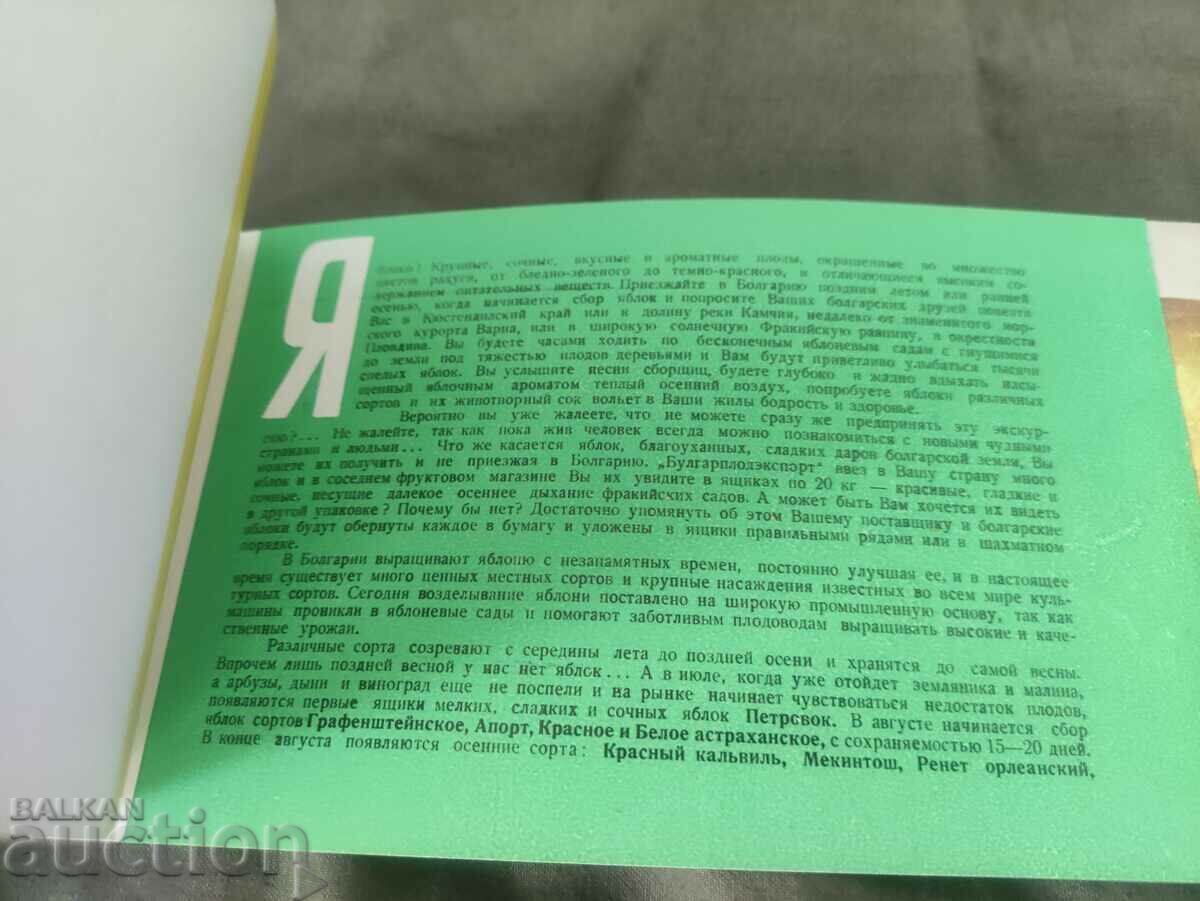 Яблоко! Крупные, сочные, вкусные и ароматные плоды, окрашенные во множество
цветов радуги, от бледно-зеленого до темно-красного, и отличающиеся высоким со-
держанием питательных веществ. Приезжайте в Болгарию поздним летом или ранней
осенью, когда начинается сбор яблок и попросите Ваших болгарских друзей повезти
Вас в Кюстендилский край или в долину реки Камчия, недалеко от знаменитого мор-
ского курорта Варна, или в широкую солнечную Фракийскую равнину, в окрестности
Пловдива. Вы будете часами ходить по бесконечным яблоневым садам с гнущимися
до земли под тяжестью плодов деревьями и Вам будут приветливо улыбаться тысячи
спелых яблок. Вы услышите песни сборщиц, будете глубоко и жадно вдыхать насы-
щенный яблочным ароматом теплый осенний воздух, попробуете яблоки различных
сортов и их животворный сок вольет в Ваши жилы бодрость и здоровье.
Вероятно вы уже жалеете, что не можете сразу же предпринять эту экскур-
сию?... Не жалейте, так как пока жив человек всегда можно познакомиться с новыми чудными
странами и людьми... Что же касается яблок, благоуханных, сладких даров болгарской земли, Вы
можете их получить и не приезжая в Болгарию. „Булгарплодэкспорт“ ввез в Вашу страну много
яблок и в соседнем фруктовом магазине Вы их увидите в ящиках по 20 кг — красивые, гладкие и
сочные, несущие далекое осеннее дыхание фракийских садов. А может быть Вам хочется их видеть
в другой упаковке? Почему бы нет? Достаточно упомянуть об этом Вашему поставщику и болгарские
яблоки будут обернуты каждое в бумагу и уложены в ящики правильными рядами или в шахматном
порядке.
В Болгарии выращивают яблоню с незапамятных времен, постоянно улучшая ее, и в настоящее
время существует много ценных местных сортов и крупные насаждения известных во всем мире куль-
турных сортов. Сегодня возделывание яблони поставлено на широкую промышленную основу, так как
машины проникли в яблоневые сады и помогают заботливым плодоводам выращивать высокие и каче-
ственные урожаи.
Различные сорта созревают с середины лета до поздней осени и хранятся до самой весны.
Впрочем лишь поздней весной у нас нет яблок... А в июле, когда уже отойдет земляника и малина,
а арбузы, дыни и виноград еще не поспели и на рынке начинает чувствоваться недостаток плодов,
появляются первые ящики мелких, сладких и сочных яблок Петровок. В августе начинается сбор
яблок сортов Графенштейнское, Апорт, Красное и Белое астраханское, с сохраняемостью 15—20 дней.
В конце августа появляются осенние сорта: Красный кальвиль, Мекинтош, Ренет орлеанский,
BALKAN
auction